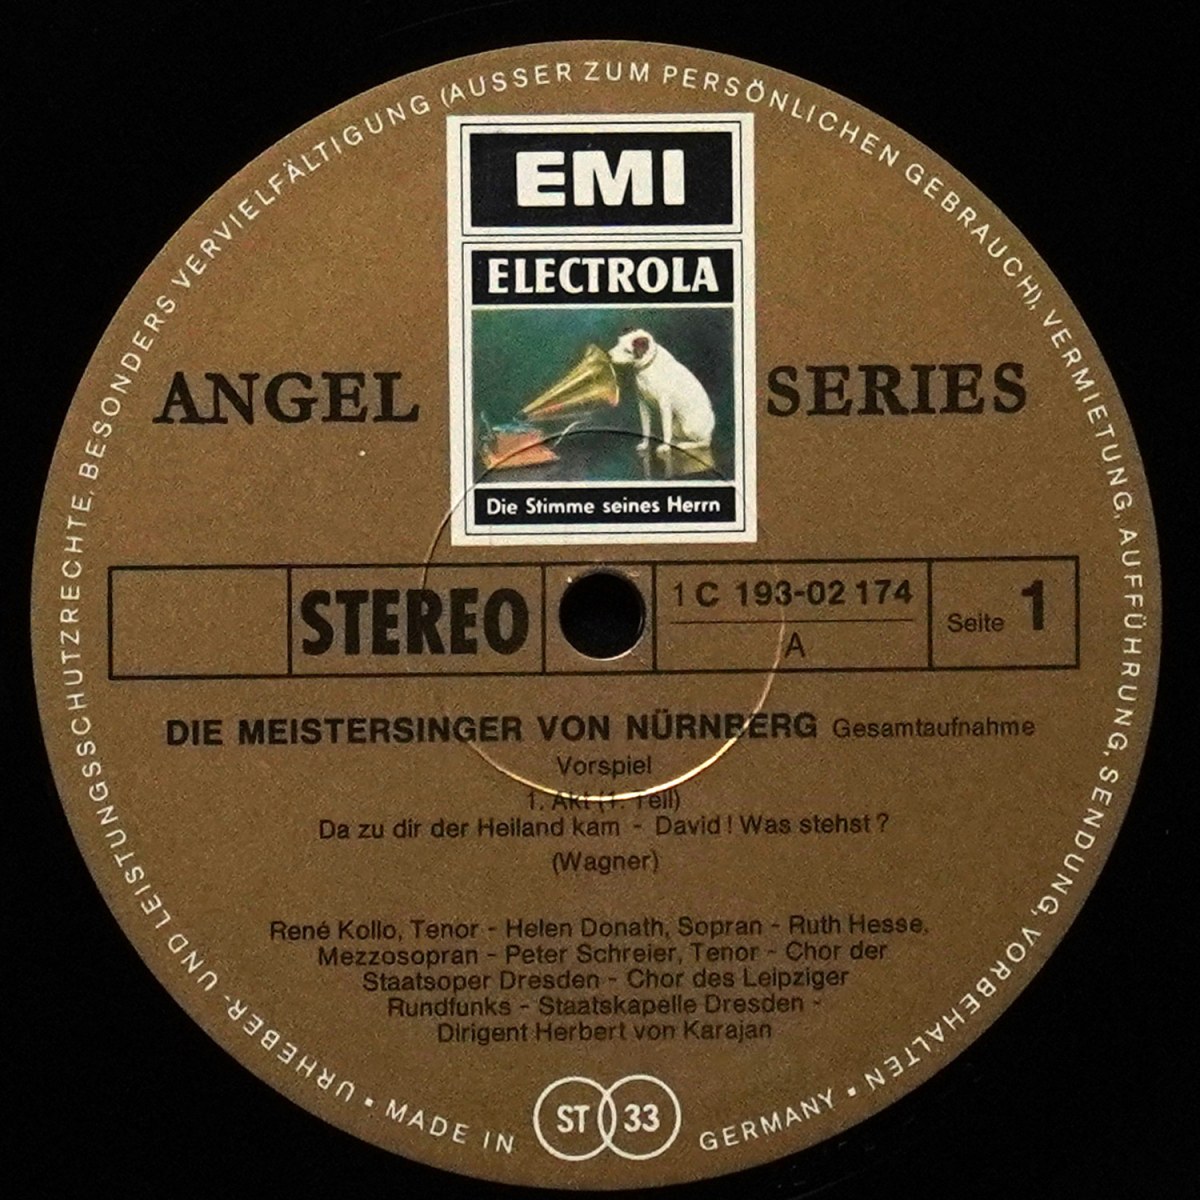 EMI
ELECTROLA
Die Stimme seines Herrn
ANGEL SERIES
STEREO
1 C 193-02 174
A
Seite 1
DIE MEISTERSINGER VON NÜRNBERG Gesamtaufnahme
Vorspiel
1. Akt (1. Teil)
Da zu dir der Heiland kam - David! Was stehst?
(Wagner)
René Kollo, Tenor - Helen Donath, Sopran - Ruth Hesse,
Mezzosopran - Peter Schreier, Tenor - Chor der
Staatsoper Dresden - Chor des Leipziger
Rundfunks - Staatskapelle Dresden -
Dirigent Herbert von Karajan
ST 33
URHEBER- UND LEISTUNGSSCHUTZRECHTE, BESONDERS VERVIELFÄLTIGUNG (AUSSER ZUM PERSÖNLICHEN GEBRAUCH), VERMIETUNG, AUFFÜHRUNG, SENDUNG, VORBEHALTEN
MADE IN GERMANY